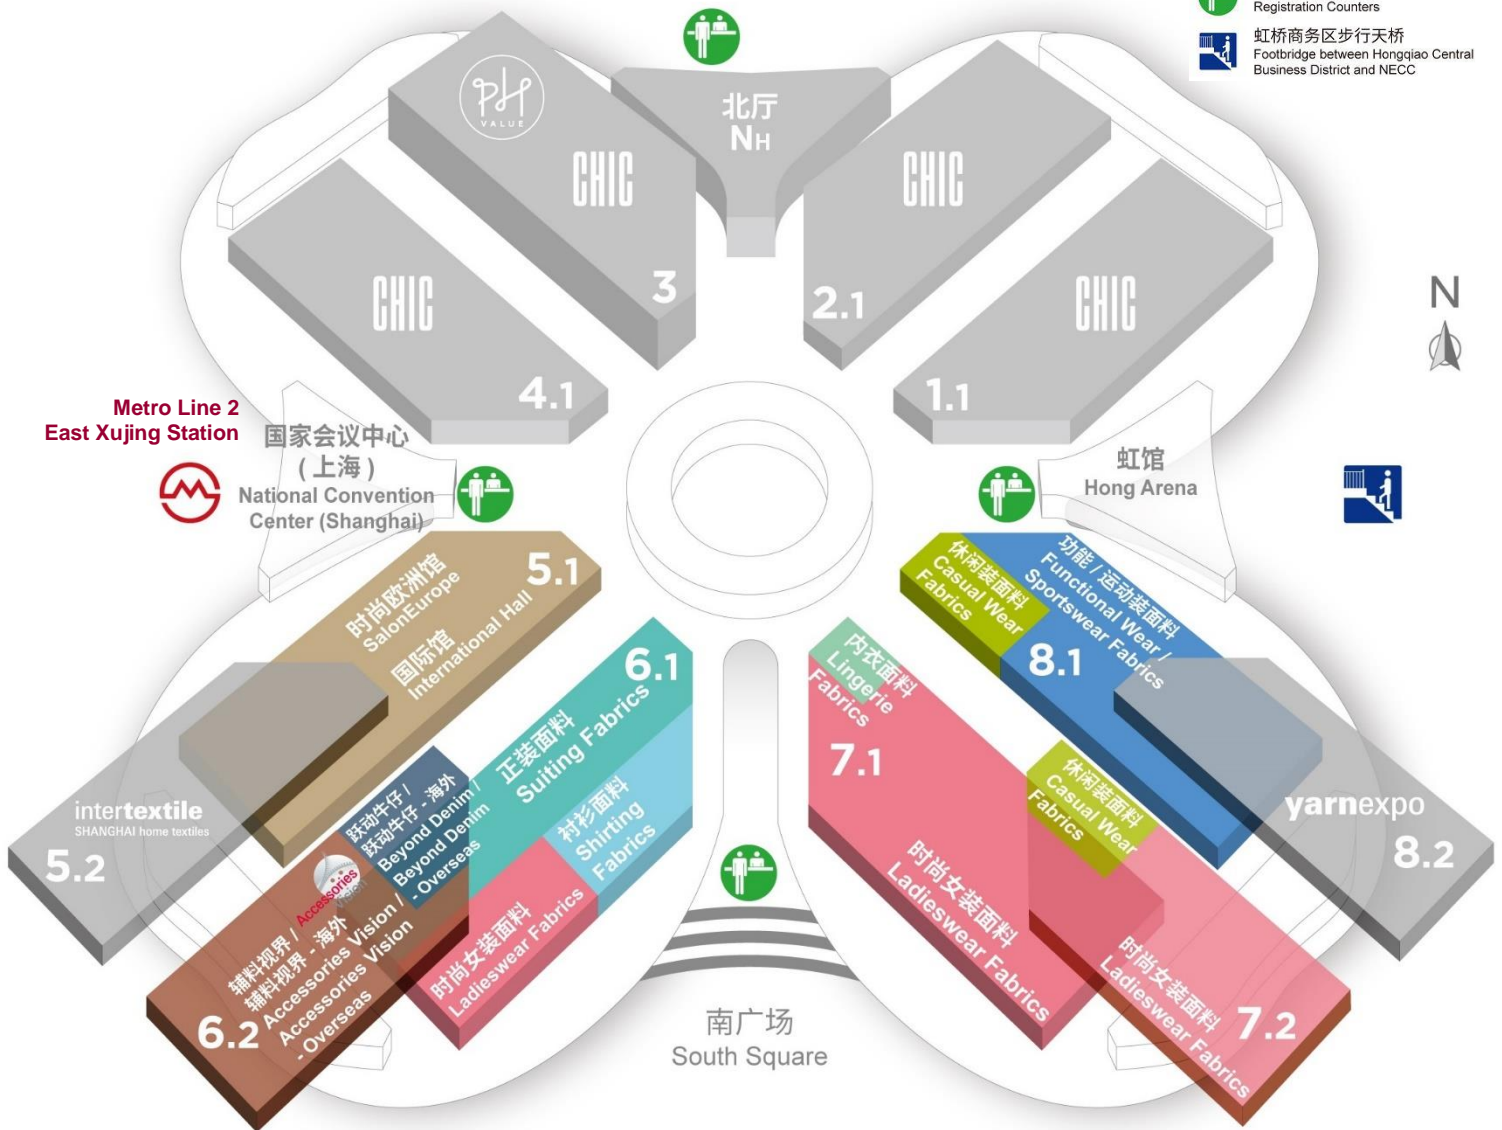 Registration Counters
虹桥商务区步行天桥
Footbridge between Hongqiao Central
Business District and NECC
PH
VALUE
北厅
NH
CHIC
CHIC
3
2.1
CHIC
CHIC
N
4.1
1.1
Metro Line 2
East Xujing Station
国家会议中心
(上海)
National Convention
Center (Shanghai)
虹馆
Hong Arena
时尚欧洲馆
SalonEurope
国际馆
International Hall
5.1
休闲装面料
Casual Wear
Fabrics
功能 / 运动装面料
Functional Wear /
Sportswear Fabrics
8.1
6.1
正装面料
Suiting Fabrics
衬衫面料
Shirting
Fabrics
内衣面料
Lingerie
Fabrics
7.1
intertextile
SHANGHAI home textiles
5.2
跃动牛仔 /
跃动牛仔 - 海外
Beyond Denim /
Beyond Denim
- Overseas
休闲装面料
Casual Wear
Fabrics
yarnexpo
8.2
Accessories
Vision
辅料视界 /
辅料视界 - 海外
Accessories Vision /
Accessories Vision
- Overseas
6.2
时尚女装面料
Ladieswear Fabrics
时尚女装面料
Ladieswear Fabrics
时尚女装面料
Ladieswear Fabrics
7.2
南广场
South Square